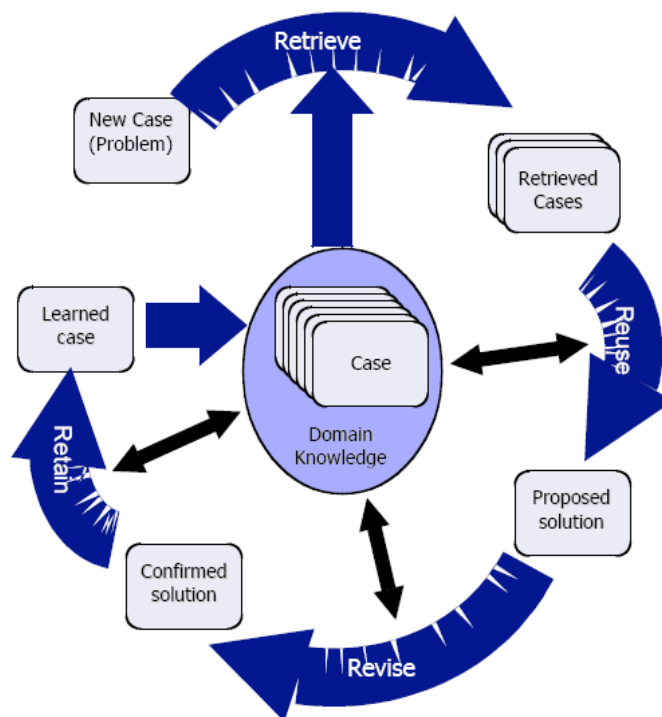 Retrieve
New Case
(Problem)
Retrieved
Cases
Reuse
Learned
case
Case
Domain
Knowledge
Retain
Proposed
solution
Confirmed
solution
Revise